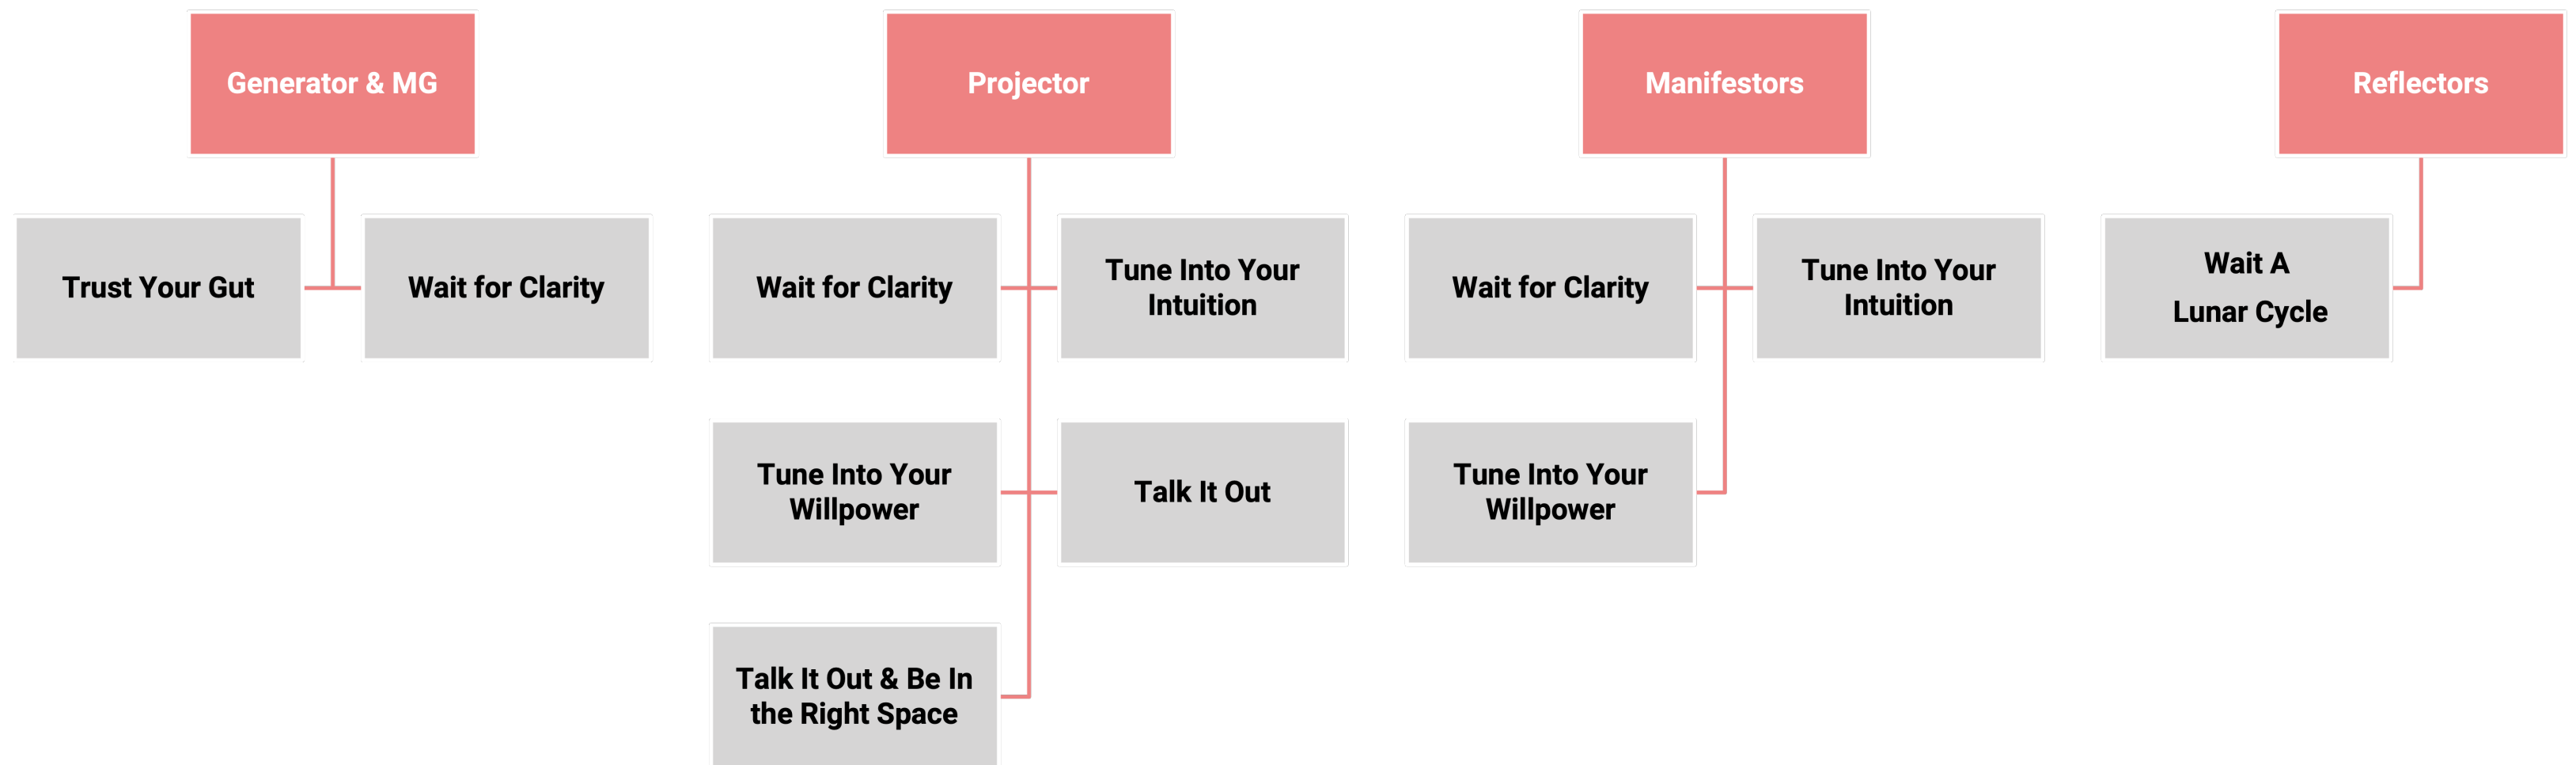 Generator & MG
Projector
Manifestors
Reflectors
Trust Your Gut
Wait for Clarity
Wait for Clarity
Tune Into Your
Intuition
Wait for Clarity
Tune Into Your
Intuition
Wait A
Lunar Cycle
Tune Into Your
Willpower
Talk It Out
Tune Into Your
Willpower
Talk It Out & Be In
the Right Space